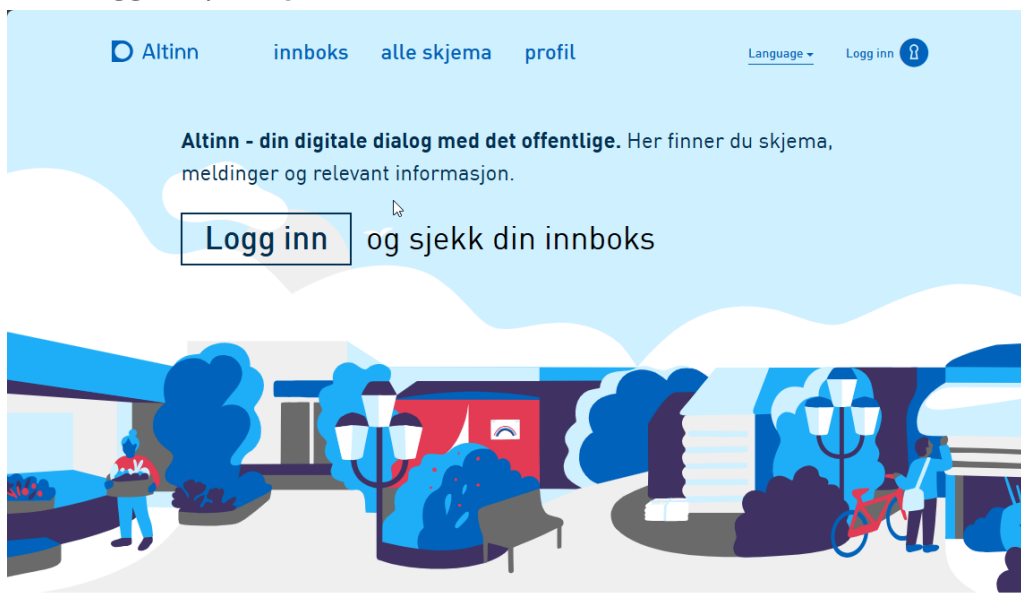 Altinn
innboks alle skjema profil
Language
Logg inn
Altinn - din digitale dialog med det offentlige. Her finner du skjema,
meldinger og relevant informasjon.
Logg inn og sjekk din innboks